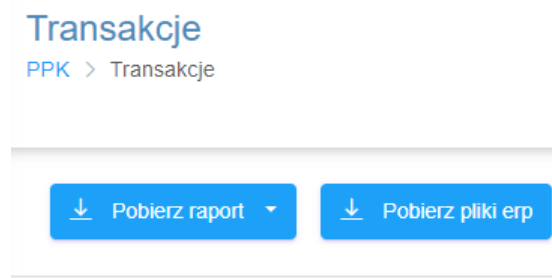 Transakcje
PPK > Transakcje
Pobierz raport
Pobierz pliki erp